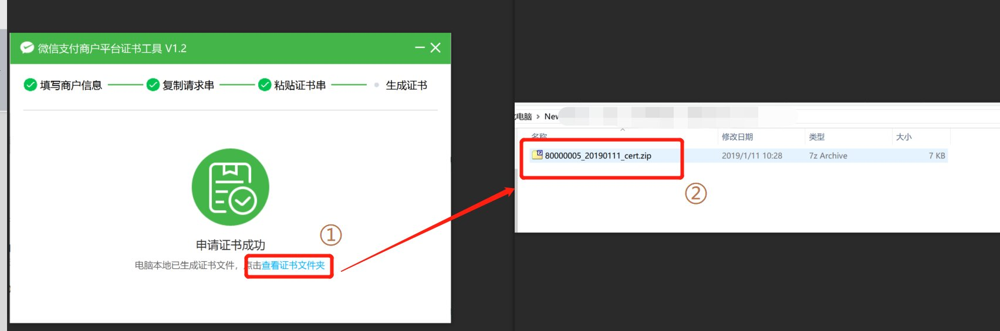 微信支付商户平台证书工具 V1.2
填写商户信息 复制请求串 粘贴证书串 生成证书
申请证书成功
电脑本地已生成证书文件，点击查看证书文件夹
①
电脑 > New
名称 修改日期 类型 大小
80000005_20190111_cert.zip 2019/1/11 10:28 7z Archive 7 KB
②